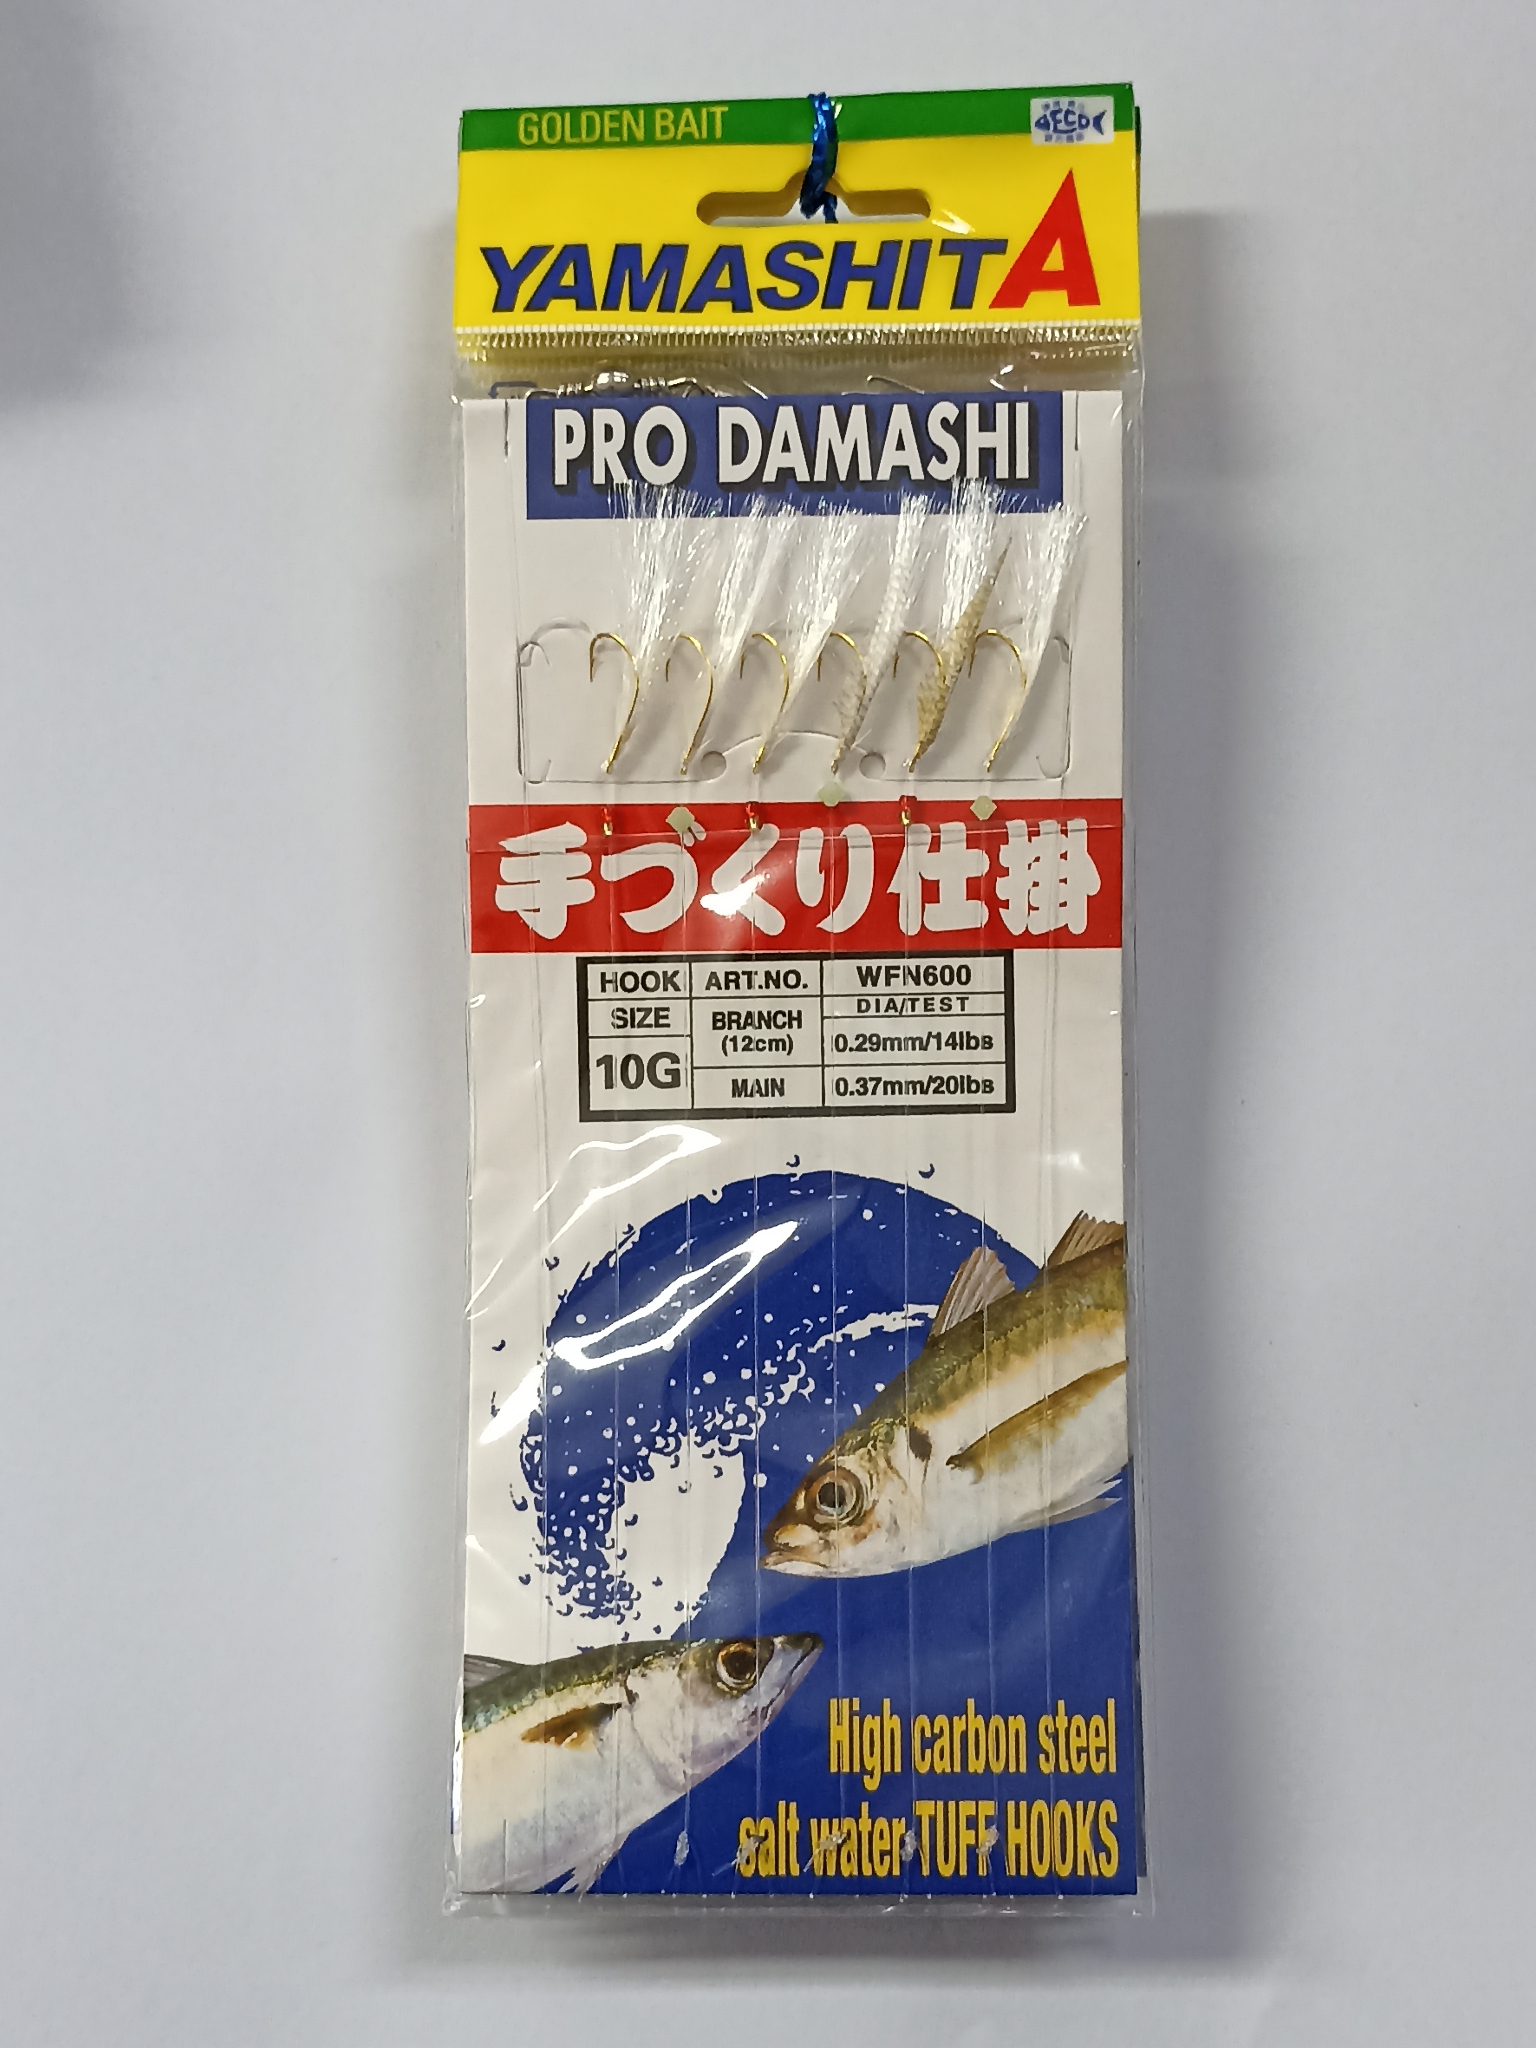 GOLDEN BAIT
YAMASHITA
PRO DAMASHI
手づくり仕掛
HOOK SIZE
10G
ART.NO. WFN600
DIA/TEST
BRANCH (12cm) 0.29mm/14lbs
MAIN 0.37mm/20lbs
High carbon steel
salt water TUFF HOOKS